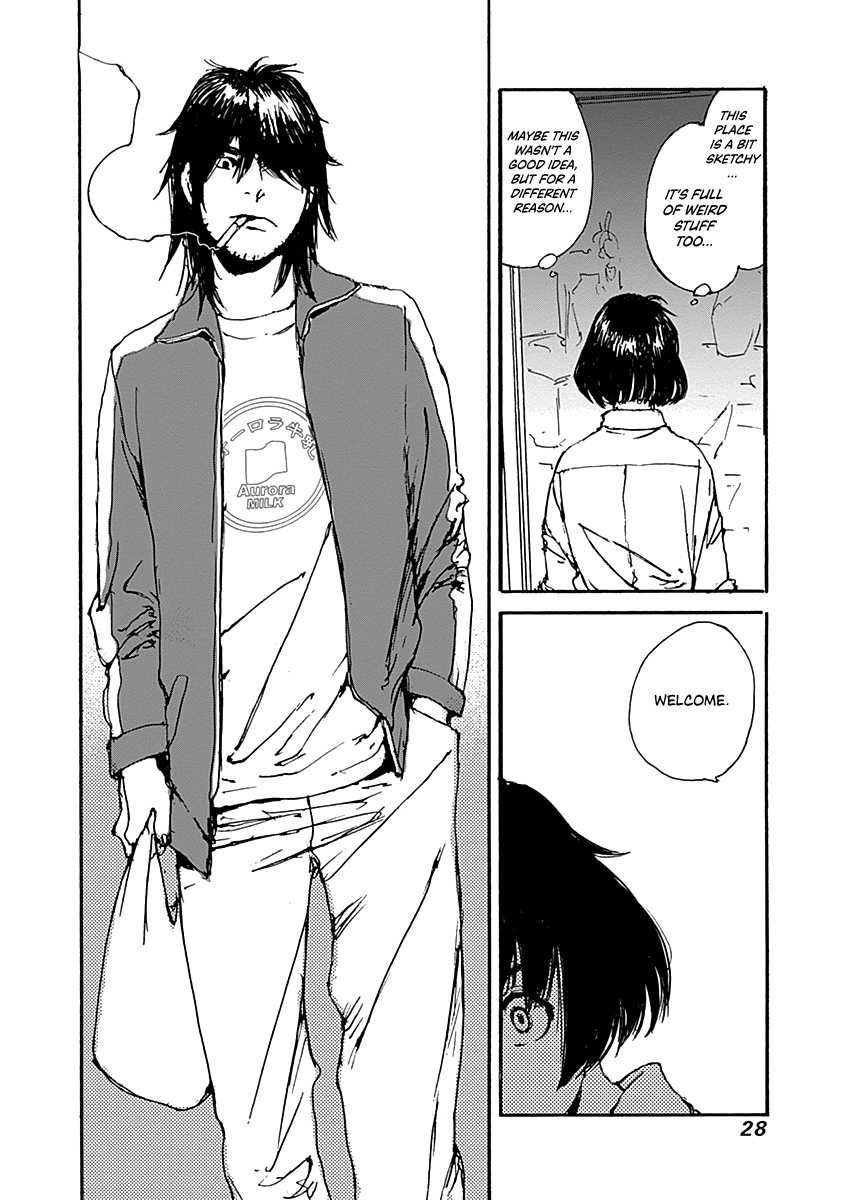 THIS
PLACE
IS A BIT
SKETCHY
...
IT'S FULL
OF WEIRD
STUFF
TOO...
MAYBE THIS
WASN'T A
GOOD IDEA,
BUT FOR A
DIFFERENT
REASON...
WELCOME.
オーロラ牛乳
Aurora
MILK
28